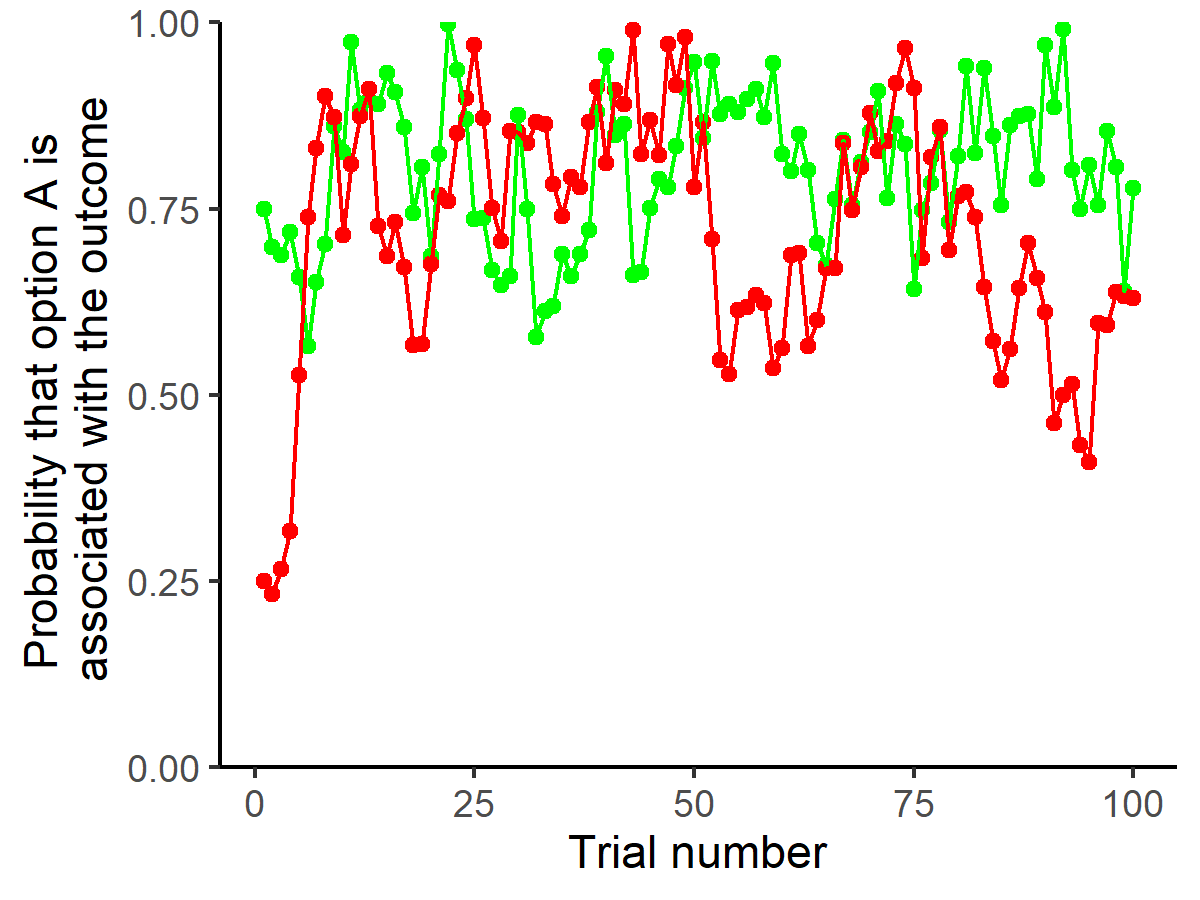 Probability that option A is
associated with the outcome
1.00
0.75
0.50
0.25
0.00
0 25 50 75 100
Trial number